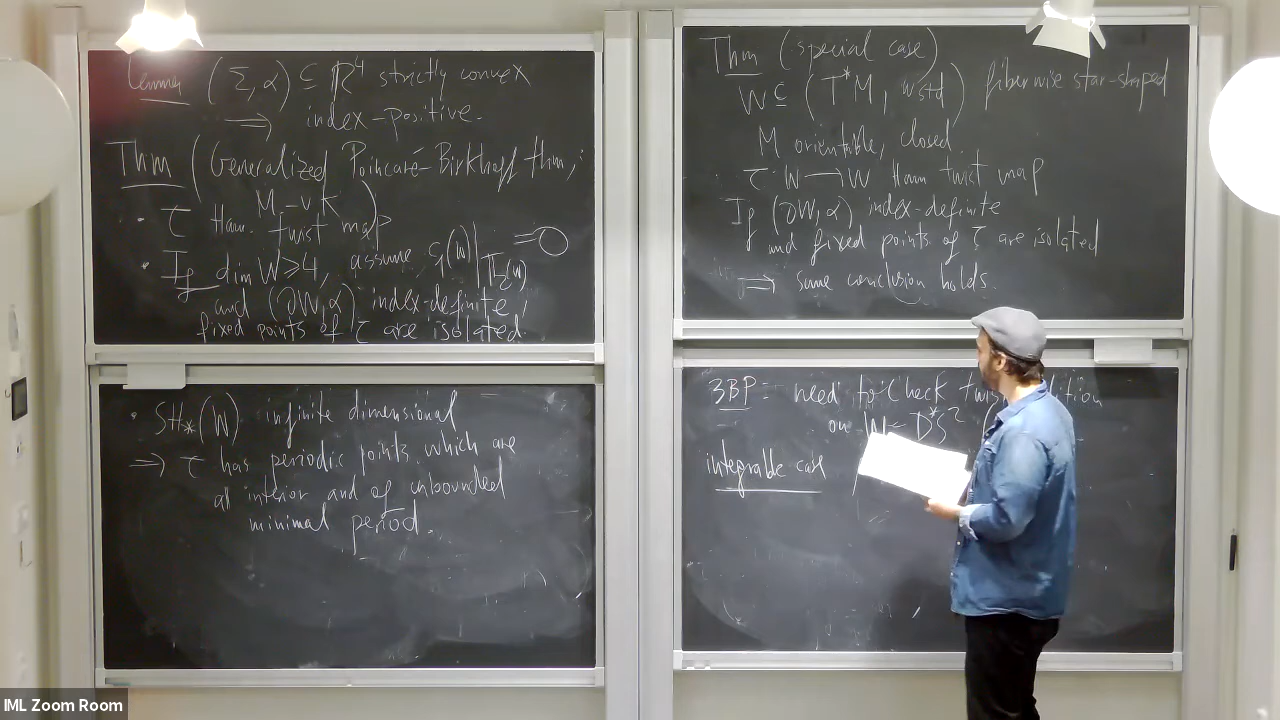 Lemma (Σ, α) ⊆ ℝ⁴ strictly convex
⟹ index-positive.
Thm (Generalized Poincaré-Birkhoff thm,
M.-v K)
• τ Ham. twist map
• If dim W ≥ 4, assume c₁(W)|π₂(W) = 0
and (∂W, α) index-definite,
fixed points of τ are isolated.
• SH∗(W) infinite dimensional
⟹ τ has periodic points which are
interior and of unbounded
minimal period.
Thm (special case)
W ⊆ (T*M, ω_std) fiberwise star-shaped
M orientable, closed.
τ: W ⟶ W Ham twist map
If (∂W, α) index-definite
and fixed points of τ are isolated
⟹ same conclusion holds.
3BP: need to check twist condition
on W = D*S²
integrable case
IML Zoom Room